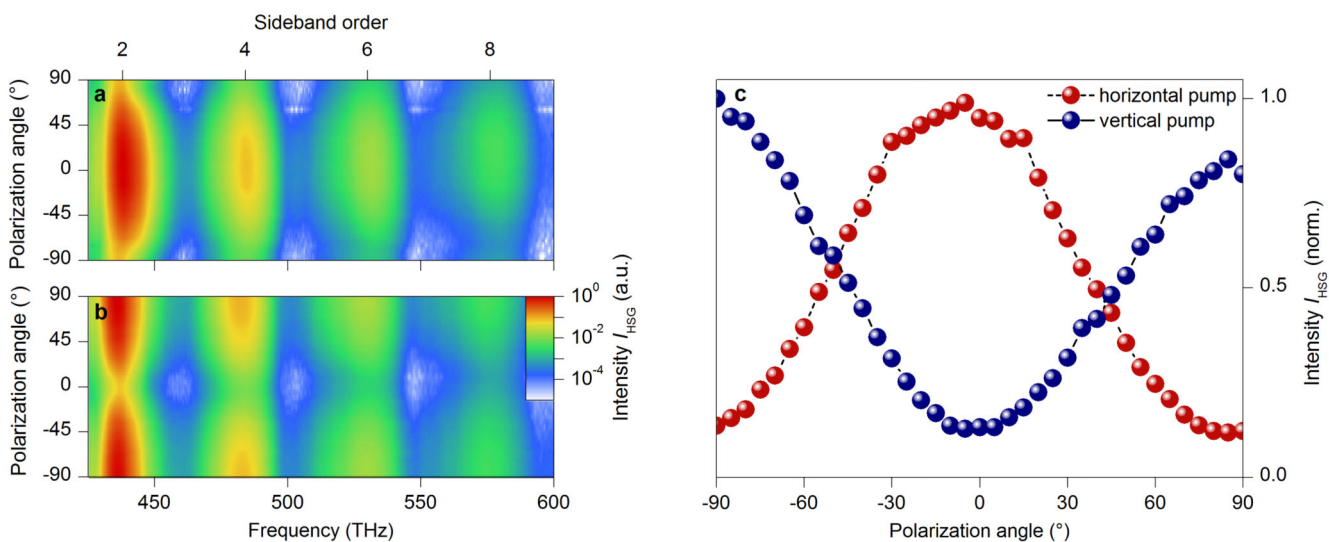 Sideband order
2 4 6 8
Polarization angle (°)
90
45
0
-45
-90
a
Polarization angle (°)
90
45
0
-45
-90
b
10^0
10^-2
10^-4
Intensity I_HSG (a.u.)
450 500 550 600
Frequency (THz)
c
horizontal pump
vertical pump
1.0
0.5
0.0
Intensity I_HSG (norm.)
-90 -60 -30 0 30 60 90
Polarization angle (°)